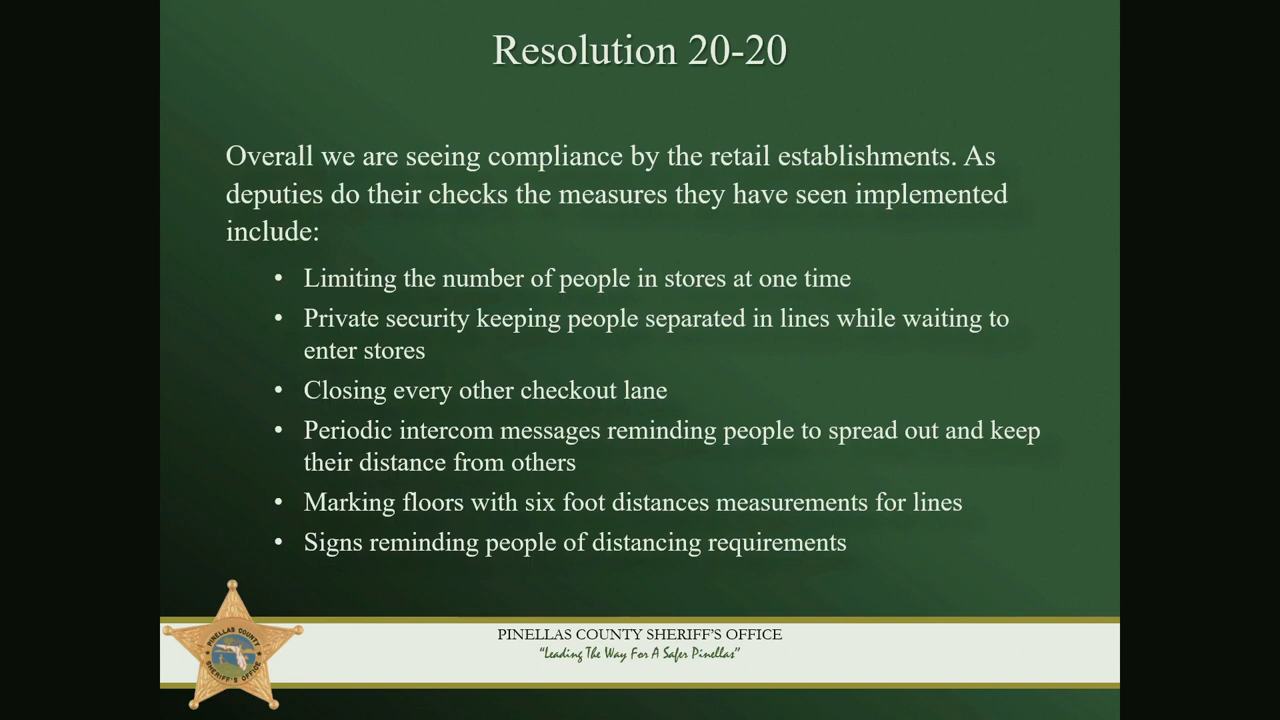 Resolution 20-20
Overall we are seeing compliance by the retail establishments. As
deputies do their checks the measures they have seen implemented
include:
• Limiting the number of people in stores at one time
• Private security keeping people separated in lines while waiting to
enter stores
• Closing every other checkout lane
• Periodic intercom messages reminding people to spread out and keep
their distance from others
• Marking floors with six foot distances measurements for lines
• Signs reminding people of distancing requirements
PINELLAS COUNTY SHERIFF'S OFFICE
"Leading The Way For A Safer Pinellas"
PINELLAS COUNTY
SHERIFF'S OFFICE